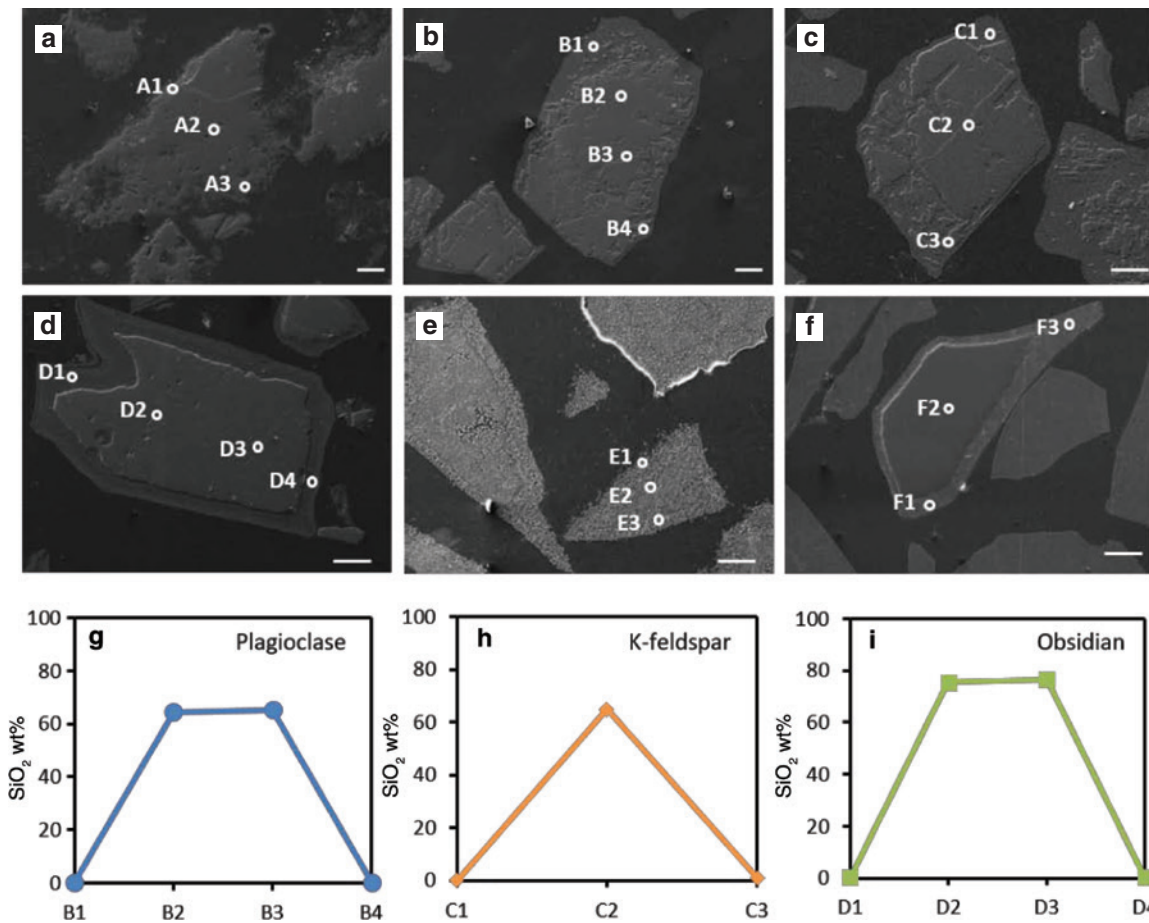 a
A1
A2
A3
b
B1
B2
B3
B4
c
C1
C2
C3
d
D1
D2
D3
D4
e
E1
E2
E3
f
F3
F2
F1
g
Plagioclase
100
80
60
40
20
0
SiO₂ wt%
B1 B2 B3 B4
h
K-feldspar
100
80
60
40
20
0
SiO₂ wt%
C1 C2 C3
i
Obsidian
100
80
60
40
20
0
SiO₂ wt%
D1 D2 D3 D4